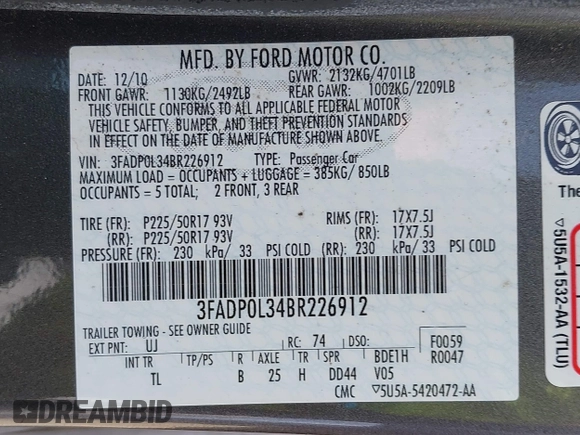 MFD. BY FORD MOTOR CO.
DATE: 12/10 GVWR: 2132KG/4701LB
FRONT GAWR: 1130KG/2492LB REAR GAWR: 1002KG/2209LB
THIS VEHICLE CONFORMS TO ALL APPLICABLE FEDERAL MOTOR
VEHICLE SAFETY, BUMPER, AND THEFT PREVENTION STANDARDS
IN EFFECT ON THE DATE OF MANUFACTURE SHOWN ABOVE.
VIN: 3FADP0L34BR226912 TYPE: Passenger Car
MAXIMUM LOAD = OCCUPANTS + LUGGAGE = 385KG/ 850LB
OCCUPANTS = 5 TOTAL; 2 FRONT, 3 REAR
TIRE (FR): P225/50R17 93V RIMS (FR): 17X7.5J
(RR): P225/50R17 93V (RR): 17X7.5J
PRESSURE (FR): 230 kPa/ 33 PSI COLD (RR): 230 kPa/ 33 PSI COLD
3FADP0L34BR226912
TRAILER TOWING - SEE OWNER GUIDE
EXT PNT: UJ RC: 74 DSO: F0059
INT TR TP/PS R AXLE TR SPR BDE1H R0047
TL B 25 H DD44 V05
CMC ▽5U5A-5420472-AA
The
▽5U5A-1532-AA (TLU)
DREAMBID